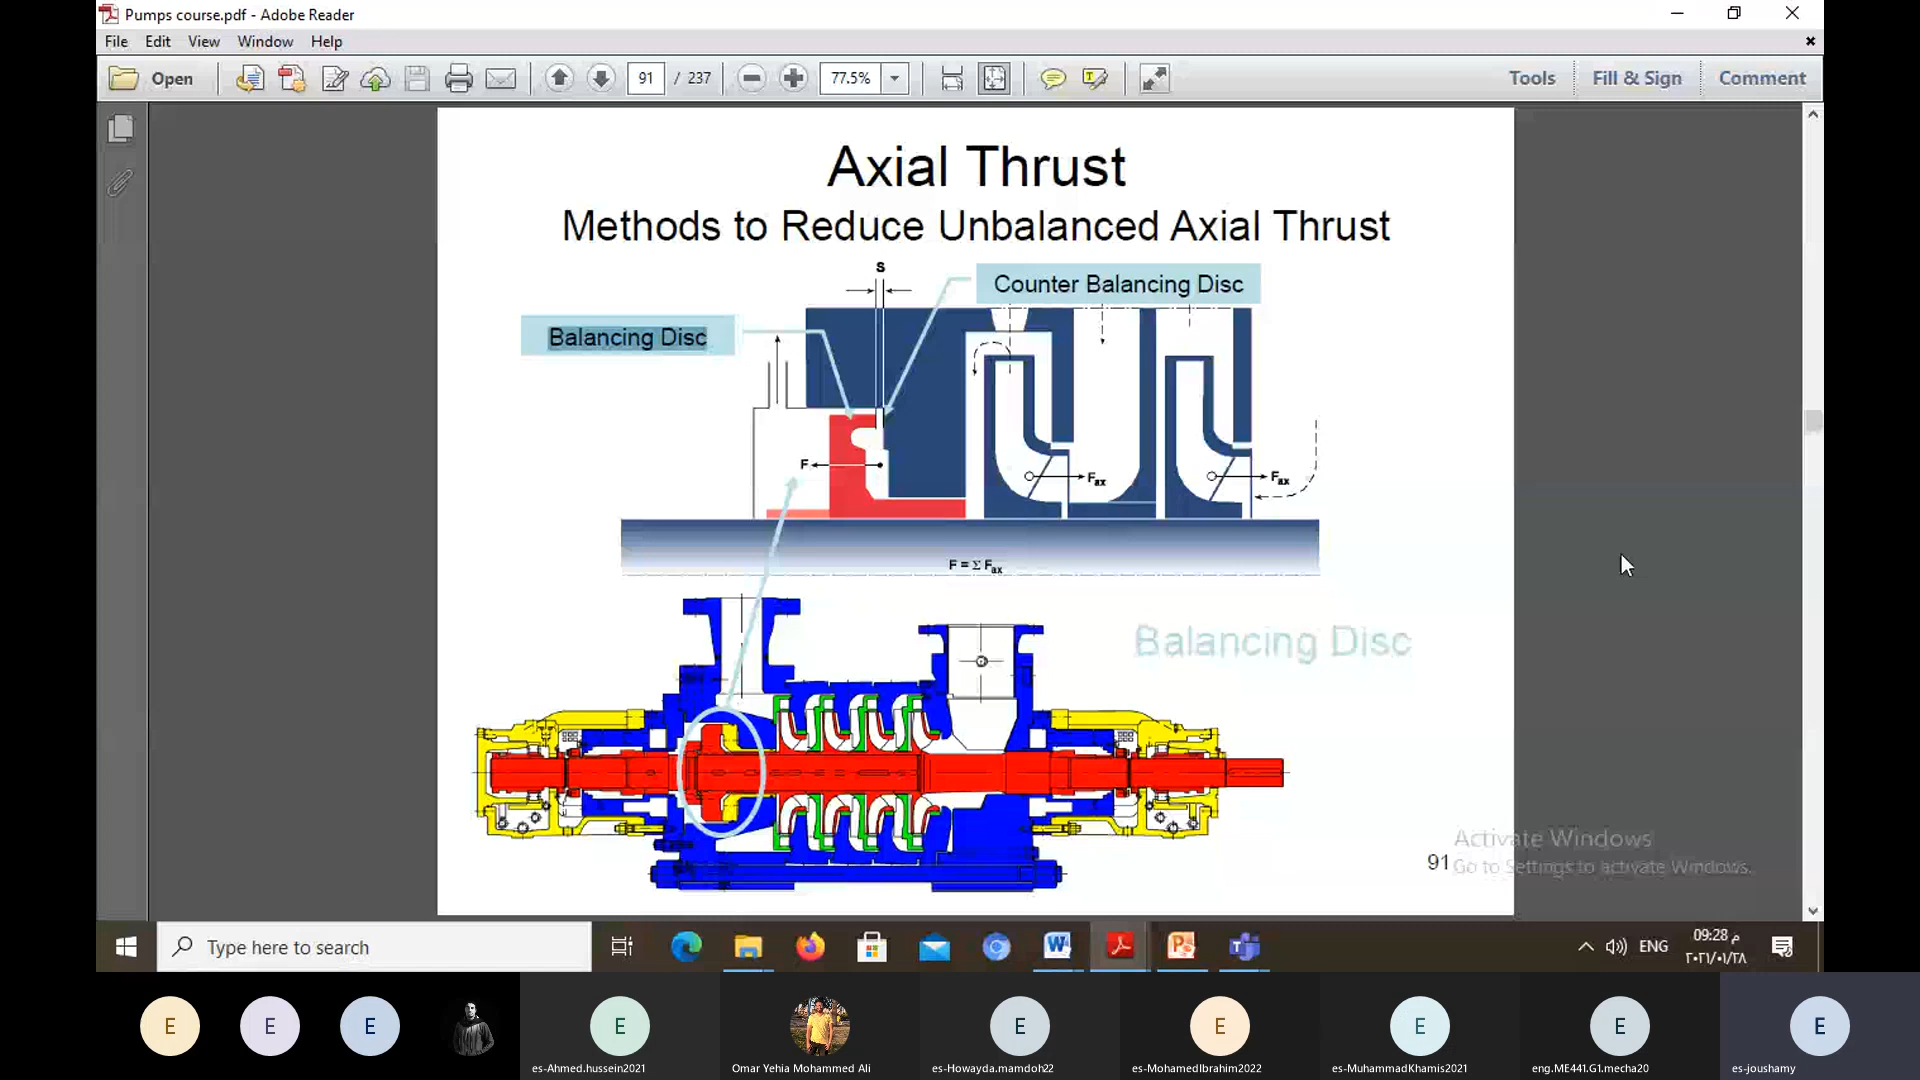 Pumps course.pdf - Adobe Reader
File Edit View Window Help
Open 91 / 237 77.5% Tools Fill & Sign Comment
Axial Thrust
Methods to Reduce Unbalanced Axial Thrust
S
Counter Balancing Disc
Balancing Disc
F
Fax
Fax
F = Σ Fax
Balancing Disc
Activate Windows
91
Go to Settings to activate Windows.
Type here to search
ENG
09:28 م
٢٠٢١/٠١/٢٨
E E E E E E E E E
es-Ahmed.hussein2021
Omar Yehia Mohammed Ali
es-Howayda.mamdoh22
es-MohamedIbrahim2022
es-MuhammadKhamis2021
eng.ME441.G1.mecha20
es-joushamy